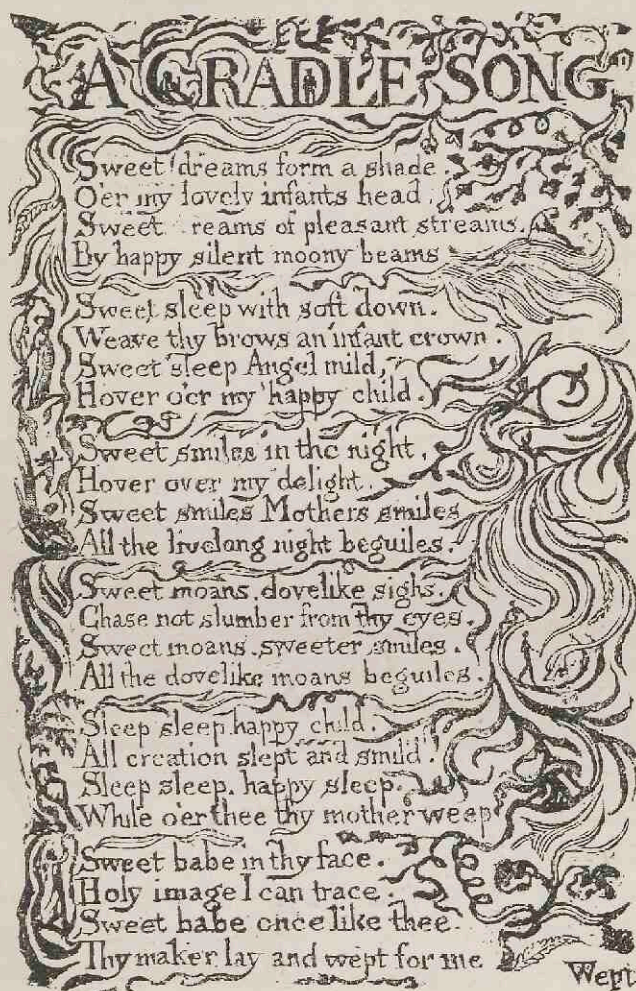 A CRADLE SONG
Sweet dreams form a shade.
O'er my lovely infants head.
Sweet reams of pleasant streams.
By happy silent moony beams
Sweet sleep with soft down.
Weave thy brows an infant crown.
Sweet sleep Angel mild,
Hover o'er my happy child.
Sweet smiles in the night,
Hover over my delight.
Sweet smiles Mothers smiles
All the livelong night beguiles.
Sweet moans, dovelike sighs.
Chase not slumber from thy eyes.
Sweet moans, sweeter smiles.
All the dovelike moans beguiles.
Sleep sleep happy child.
All creation slept and smil'd.
Sleep sleep, happy sleep.
While o'er thee thy mother weep
Sweet babe in thy face.
Holy image I can trace.
Sweet babe once like thee.
Thy maker lay and wept for me
Wept